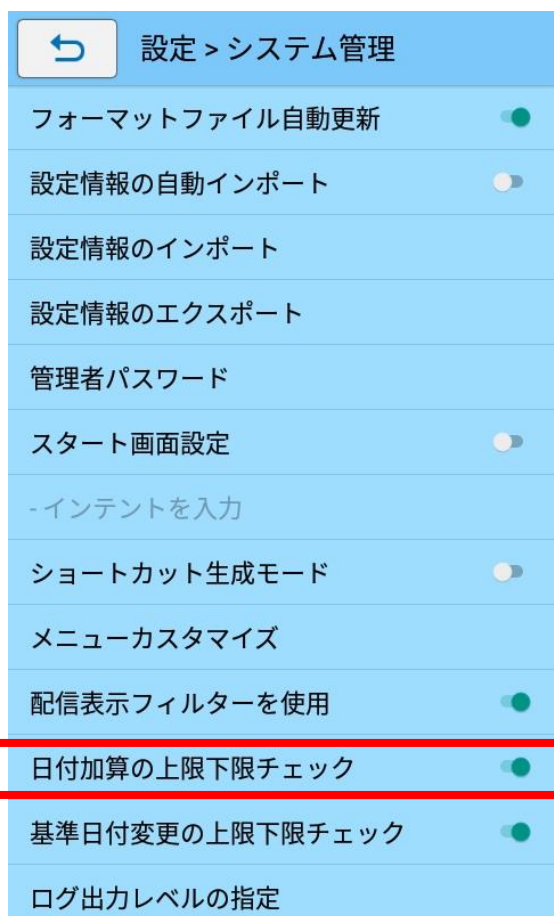 設定 > システム管理
フォーマットファイル自動更新
設定情報の自動インポート
設定情報のインポート
設定情報のエクスポート
管理者パスワード
スタート画面設定
- インテントを入力
ショートカット生成モード
メニューカスタマイズ
配信表示フィルターを使用
日付加算の上限下限チェック
基準日付変更の上限下限チェック
ログ出力レベルの指定